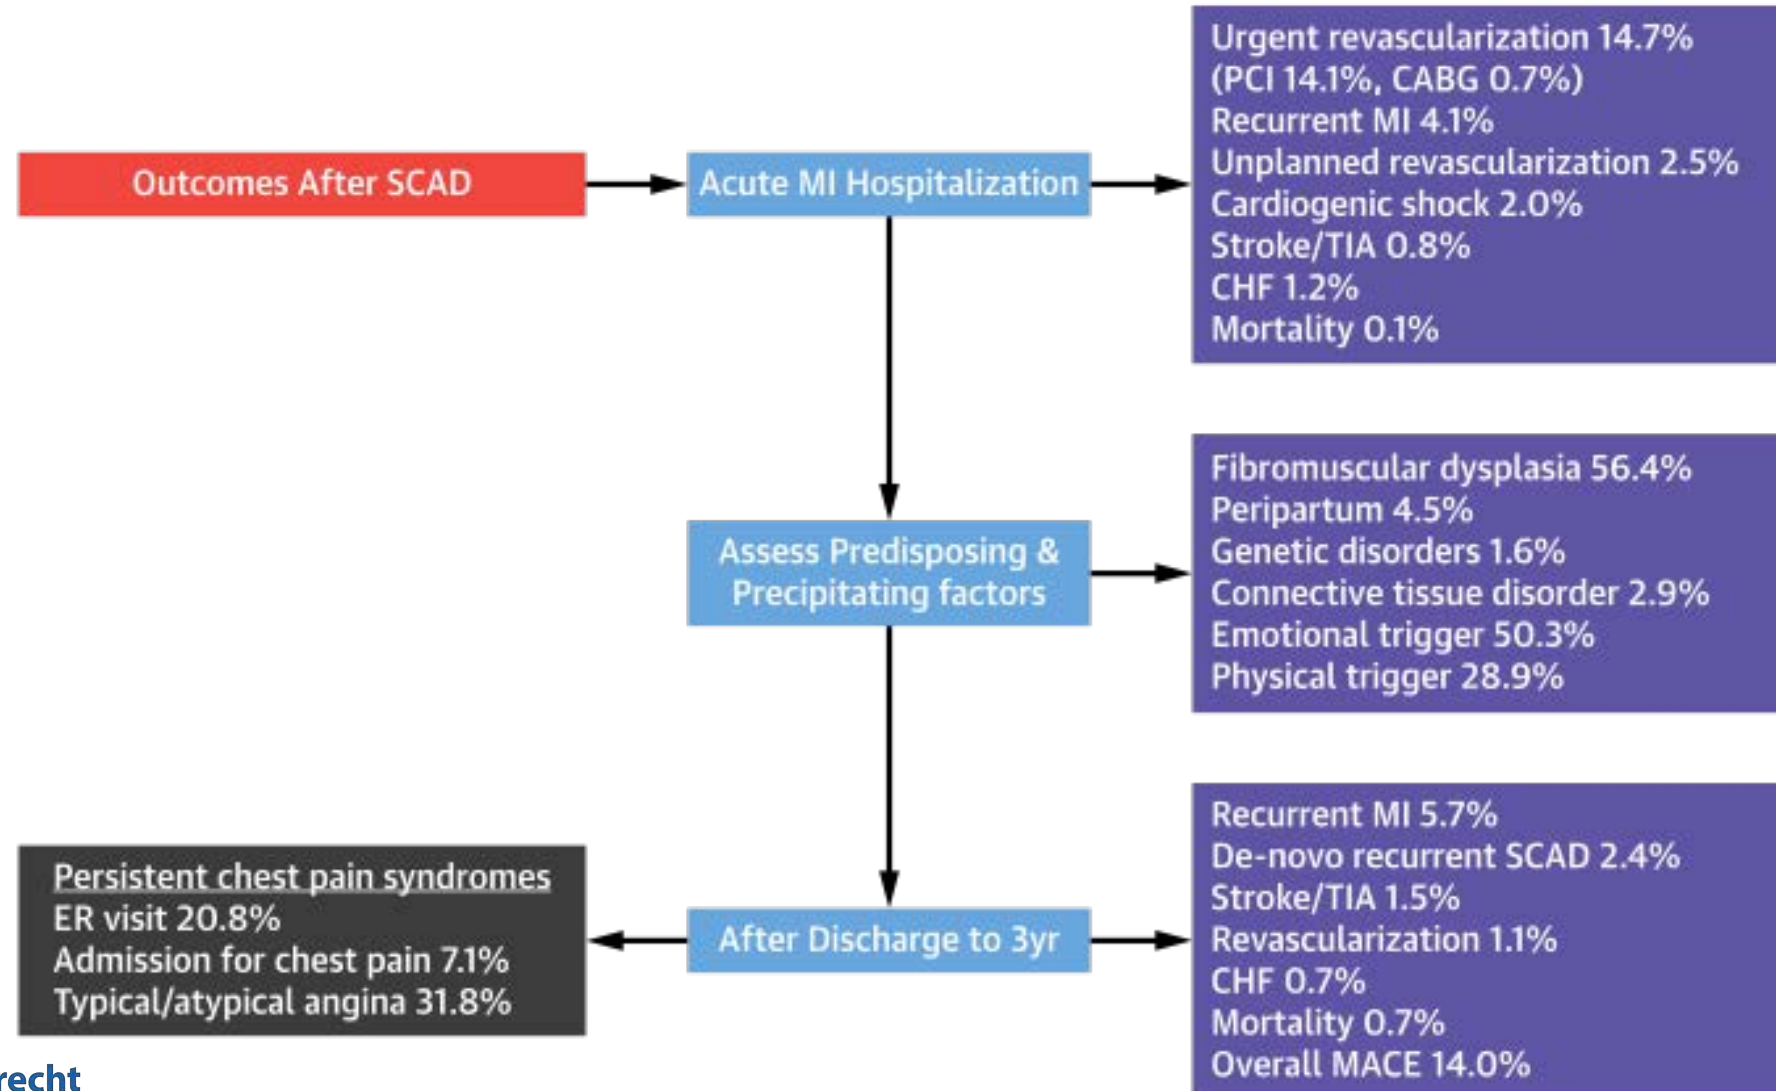 Outcomes After SCAD
Acute MI Hospitalization
Urgent revascularization 14.7%
(PCI 14.1%, CABG 0.7%)
Recurrent MI 4.1%
Unplanned revascularization 2.5%
Cardiogenic shock 2.0%
Stroke/TIA 0.8%
CHF 1.2%
Mortality 0.1%
Assess Predisposing &
Precipitating factors
Fibromuscular dysplasia 56.4%
Peripartum 4.5%
Genetic disorders 1.6%
Connective tissue disorder 2.9%
Emotional trigger 50.3%
Physical trigger 28.9%
Persistent chest pain syndromes
ER visit 20.8%
Admission for chest pain 7.1%
Typical/atypical angina 31.8%
After Discharge to 3yr
Recurrent MI 5.7%
De-novo recurrent SCAD 2.4%
Stroke/TIA 1.5%
Revascularization 1.1%
CHF 0.7%
Mortality 0.7%
Overall MACE 14.0%
recht